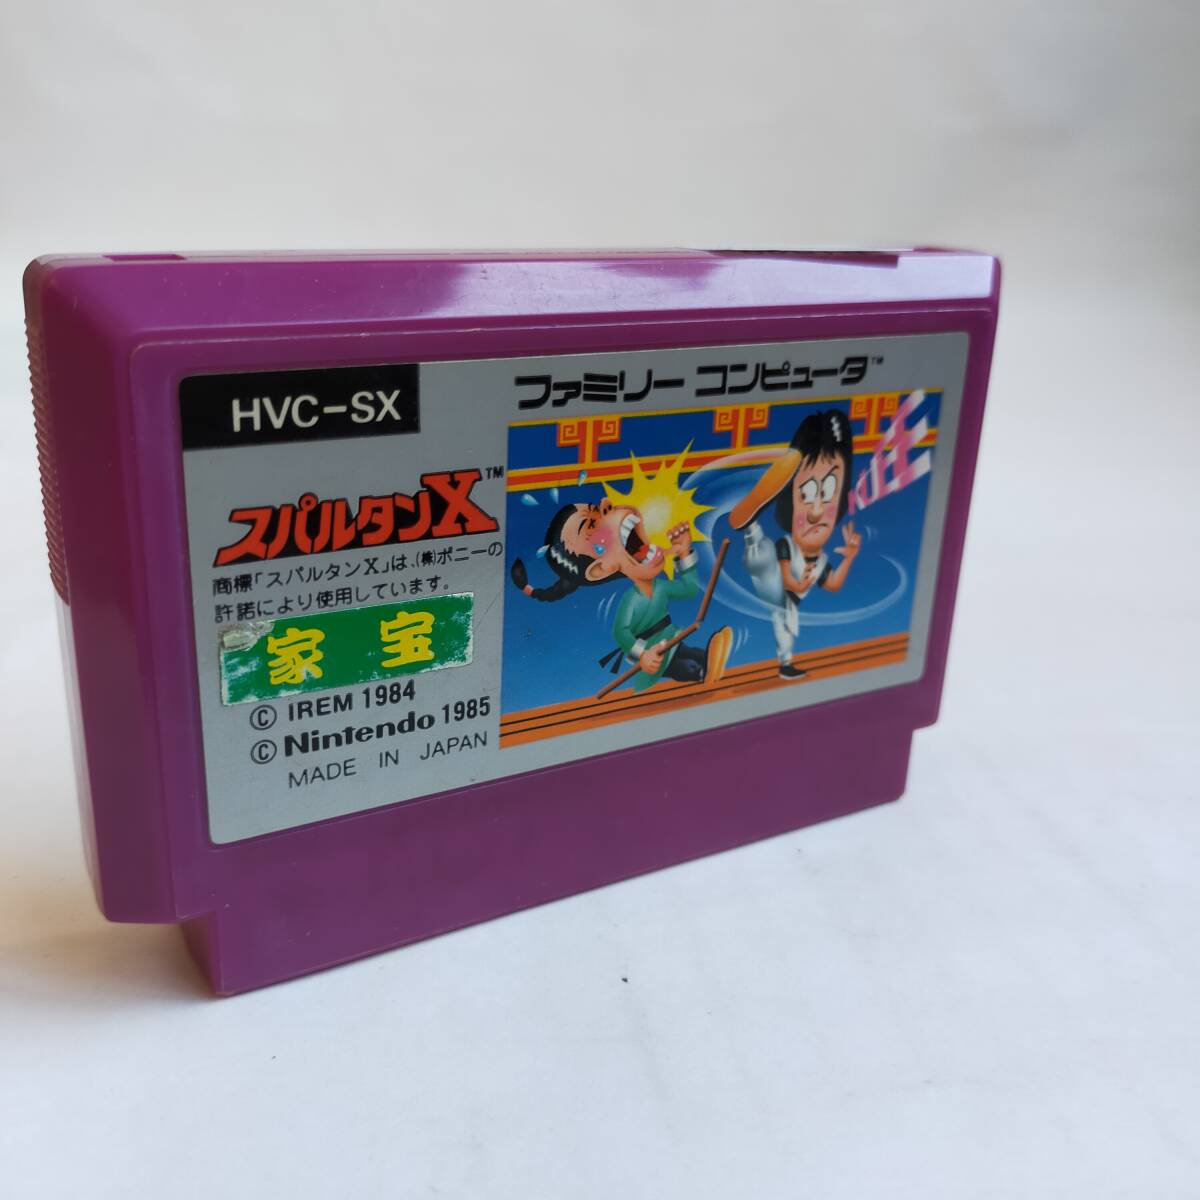 HVC-SX
ファミリー コンピュータ™
スパルタンX™
商標「スパルタンX」は、(株)ポニーの
許諾により使用しています。
家宝
© IREM 1984
© Nintendo 1985
MADE IN JAPAN